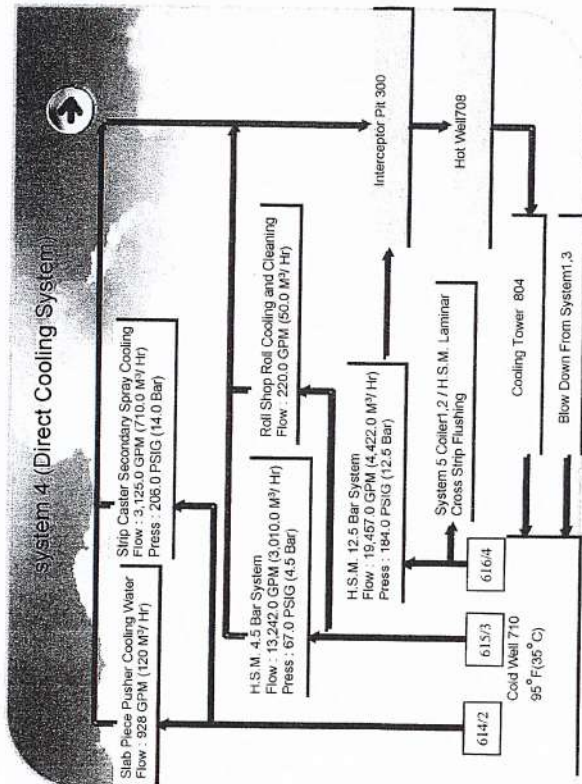 system 4 (Direct Cooling System)
Slab Piece Pusher Cooling Water
Flow : 928 GPM (120 M³/ Hr)
Strip Caster Secondary Spray Cooling
Flow : 3,125.0 GPM (710.0 M³/ Hr)
Press : 206.0 PSIG (14.0 Bar)
H.S.M. 4.5 Bar System
Flow : 13,242.0 GPM (3,010.0 M³/ Hr)
Press : 67.0 PSIG (4.5 Bar)
Roll Shop Roll Cooling and Cleaning
Flow : 220.0 GPM (50.0 M³/ Hr)
H.S.M. 12.5 Bar System
Flow : 19,457.0 GPM (4,422.0 M³/ Hr)
Press : 184.0 PSIG (12.5 Bar)
Interceptor Pit 300
System 5 Coiler1,2 / H.S.M. Laminar
Cross Strip Flushing
Hot Well708
614/2
615/3
616/4
Cold Well 710
95°F(35°C)
Cooling Tower 804
Blow Down From System1,3